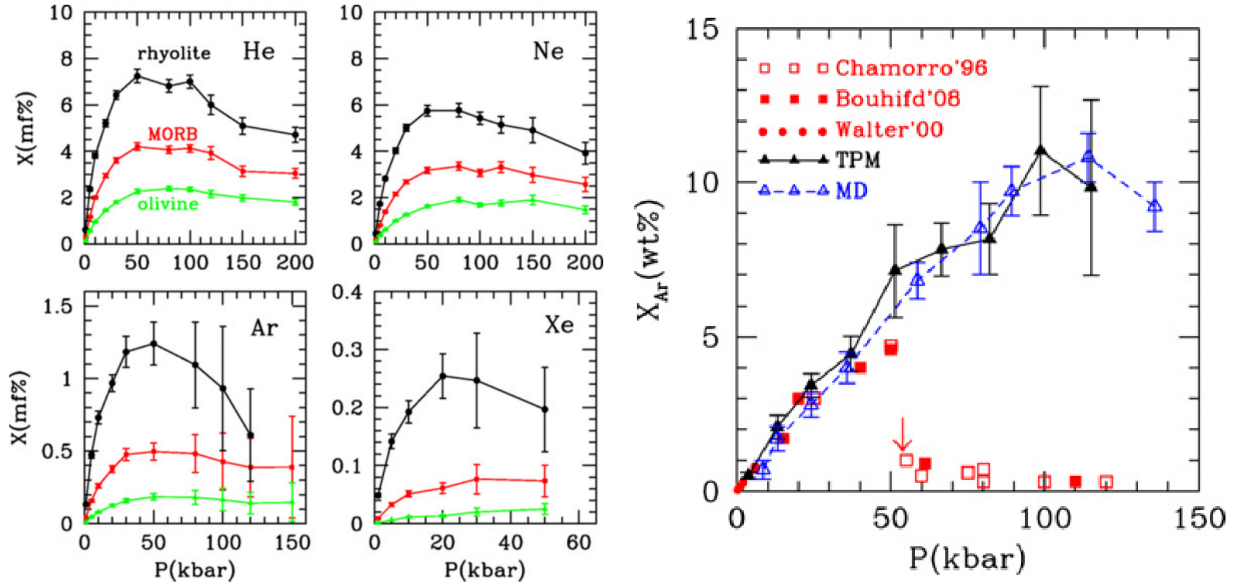 10
8
6
4
2
0
X(mf%)
He
rhyolite
MORB
olivine
0 50 100 150 200
10
8
6
4
2
0
Ne
0 50 100 150 200
1.5
1
0.5
0
X(mf%)
Ar
0 50 100 150
P(kbar)
0.4
0.3
0.2
0.1
0
Xe
0 20 40 60
P(kbar)
15
10
5
0
X_Ar(wt%)
Chamorro'96
Bouhifd'08
Walter'00
TPM
MD
0 50 100 150
P(kbar)